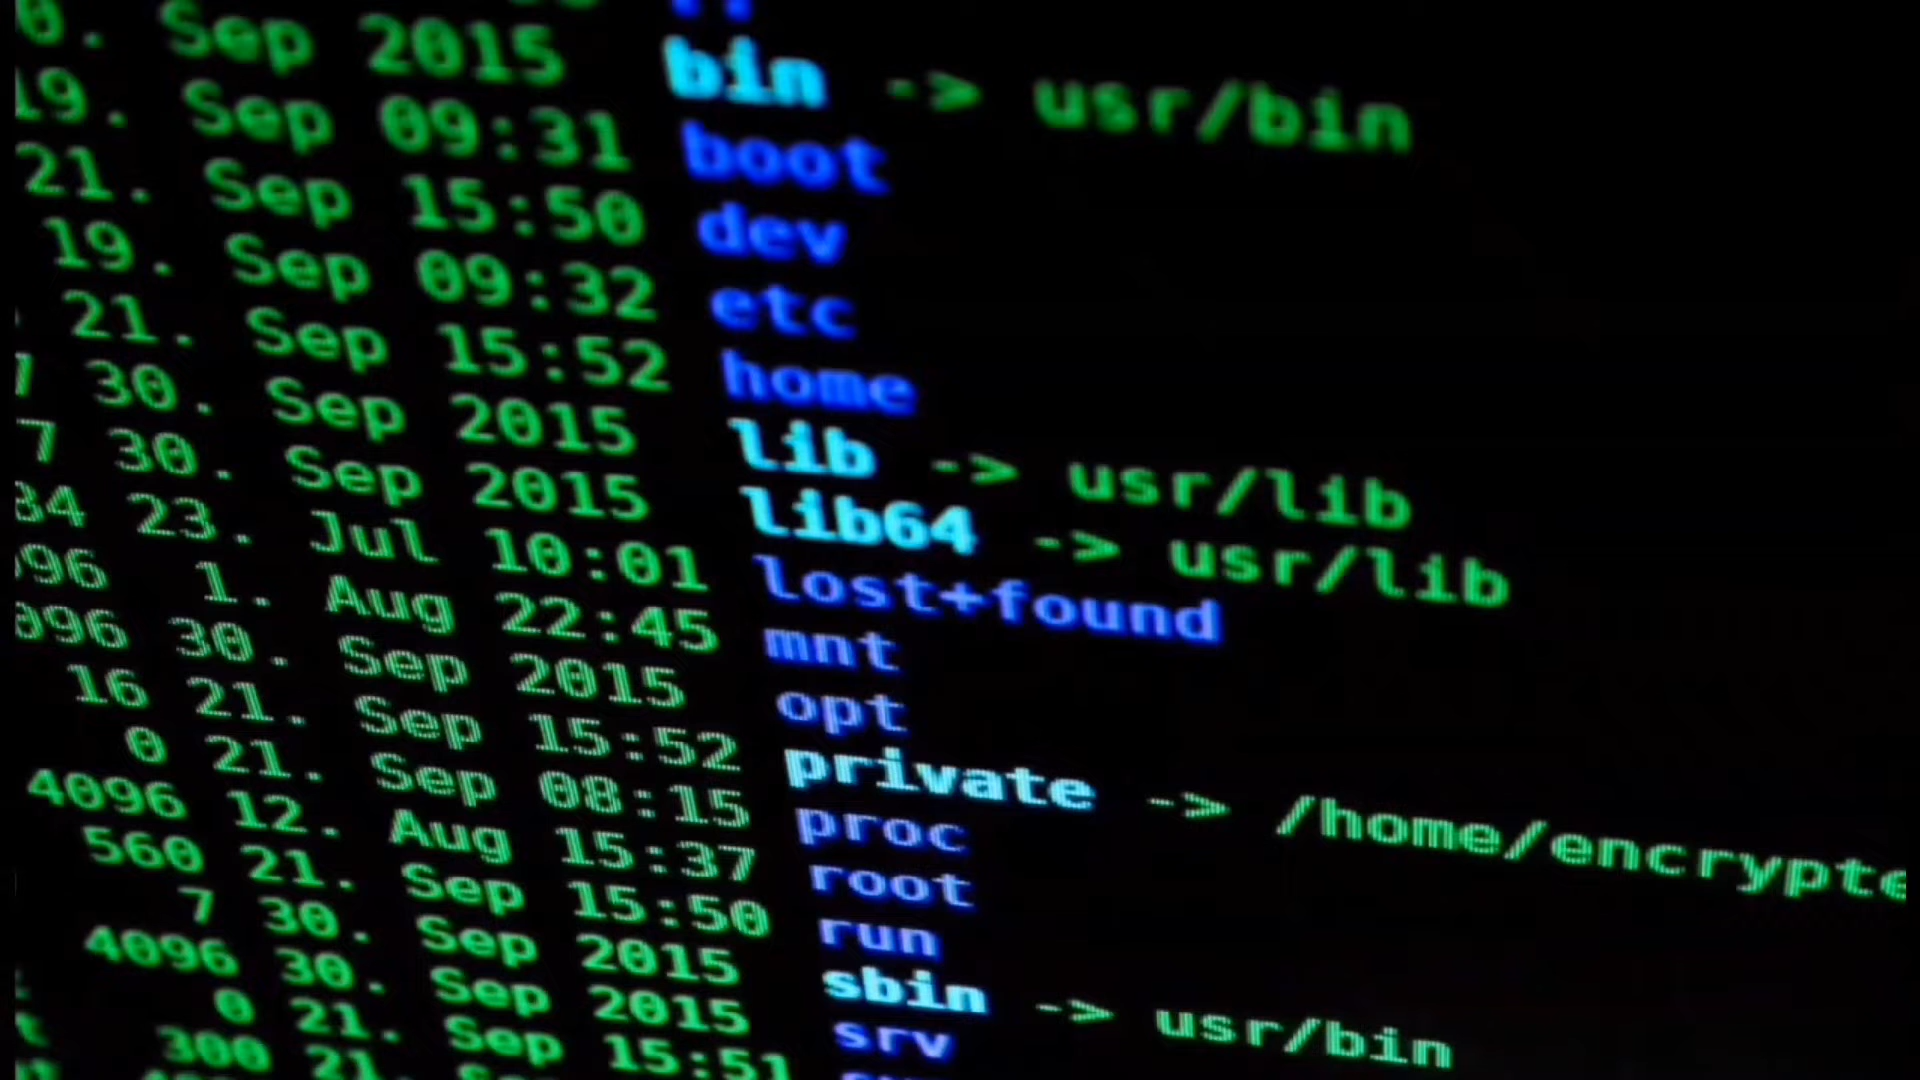 0. Sep 2015 bin -> usr/bin
19. Sep 09:31 boot
21. Sep 15:50 dev
19. Sep 09:32 etc
21. Sep 15:52 home
7 30. Sep 2015 lib -> usr/lib
7 30. Sep 2015 lib64 -> usr/lib
84 23. Jul 10:01 lost+found
096 1. Aug 22:45 mnt
096 30. Sep 2015 opt
16 21. Sep 15:52 private -> /home/encrypte
0 21. Sep 08:15 proc
4096 12. Aug 15:37 root
560 21. Sep 15:50 run
7 30. Sep 2015 sbin -> usr/bin
4096 30. Sep 2015 srv
0 21. Sep 15:51
300 21.